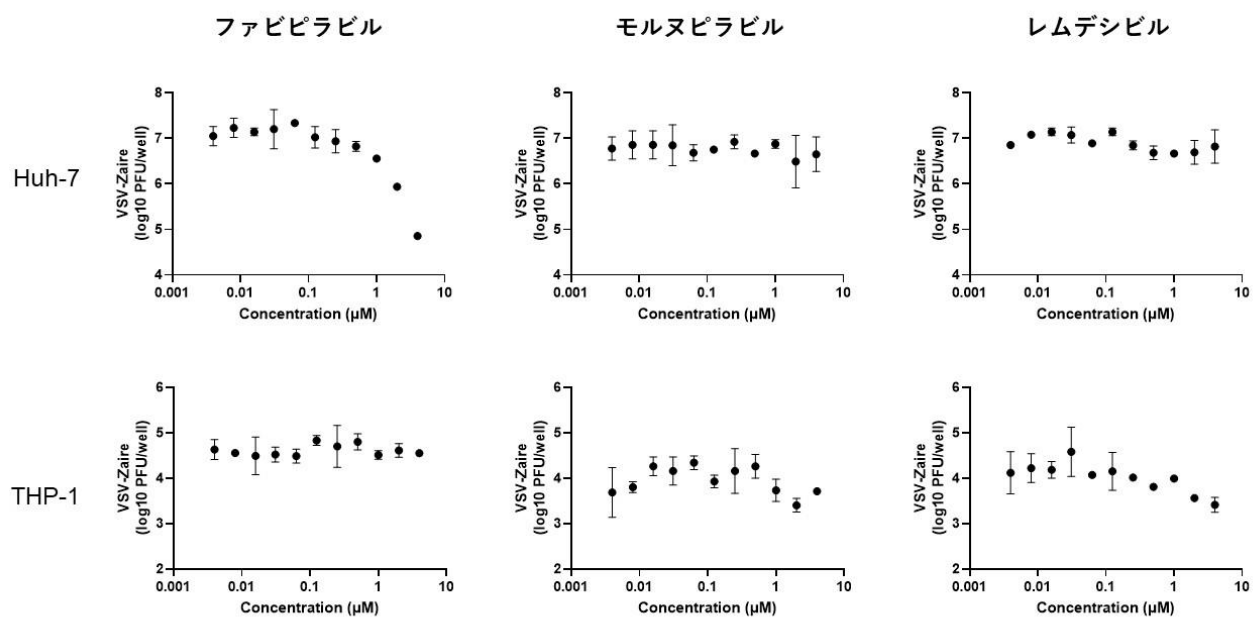 ファビピラビル
モルヌピラビル
レムデシビル
Huh-7
VSV-Zaire
(log10 PFU/well)
8
7
6
5
4
0.001 0.01 0.1 1 10
Concentration (µM)
VSV-Zaire
(log10 PFU/well)
8
7
6
5
4
0.001 0.01 0.1 1 10
Concentration (µM)
VSV-Zaire
(log10 PFU/well)
8
7
6
5
4
0.001 0.01 0.1 1 10
Concentration (µM)
THP-1
VSV-Zaire
(log10 PFU/well)
6
5
4
3
2
0.001 0.01 0.1 1 10
Concentration (µM)
VSV-Zaire
(log10 PFU/well)
6
5
4
3
2
0.001 0.01 0.1 1 10
Concentration (µM)
VSV-Zaire
(log10 PFU/well)
6
5
4
3
2
0.001 0.01 0.1 1 10
Concentration (µM)